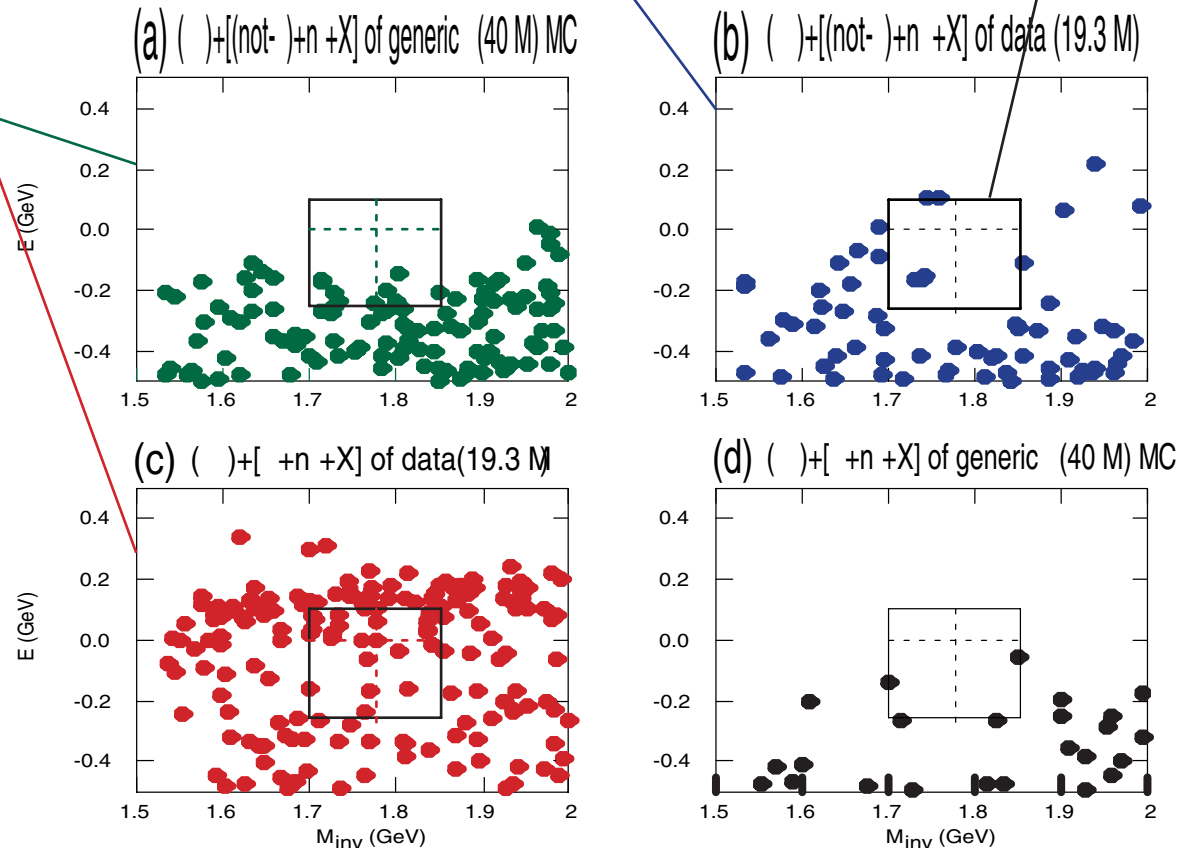 (a) ( )+[(not- )+n +X] of generic (40 M) MC
0.4
0.2
0.0
-0.2
-0.4
E (GeV)
1.5 1.6 1.7 1.8 1.9 2
(b) ( )+[(not- )+n +X] of data (19.3 M)
0.4
0.2
0.0
-0.2
-0.4
1.5 1.6 1.7 1.8 1.9 2
(c) ( )+[ +n +X] of data(19.3 M)
0.4
0.2
0.0
-0.2
-0.4
E (GeV)
1.5 1.6 1.7 1.8 1.9 2
M_inv (GeV)
(d) ( )+[ +n +X] of generic (40 M) MC
0.4
0.2
0.0
-0.2
-0.4
1.5 1.6 1.7 1.8 1.9 2
M_inv (GeV)